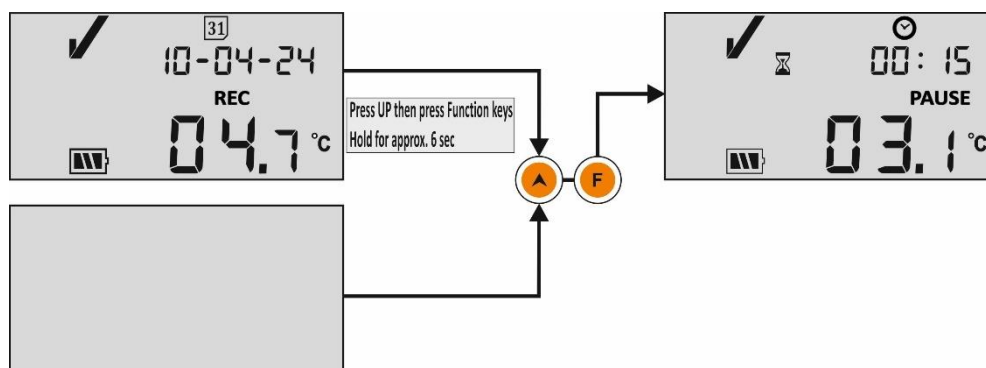 31
10-04-24
REC
04.7 °C
Press UP then press Function keys
Hold for approx. 6 sec
F
00:15
PAUSE
03.1 °C